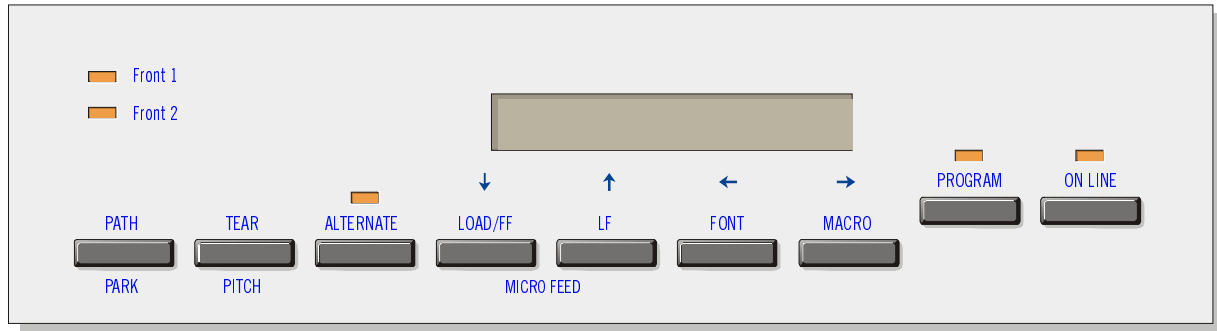 Front 1
Front 2
↓ ↑ ← →
PROGRAM ON LINE
PATH TEAR ALTERNATE LOAD/FF LF FONT MACRO
PARK PITCH MICRO FEED